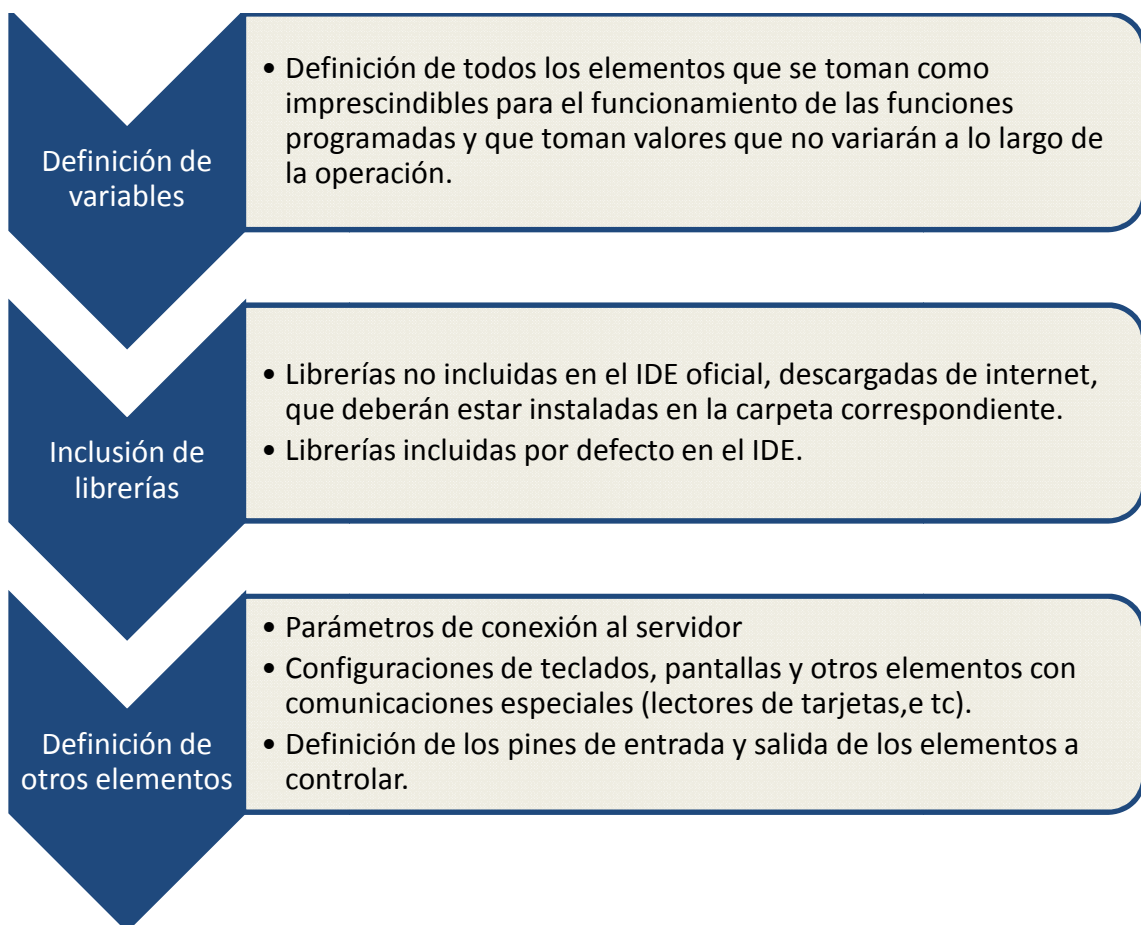 Definición de
variables
• Definición de todos los elementos que se toman como
imprescindibles para el funcionamiento de las funciones
programadas y que toman valores que no variarán a lo largo de
la operación.
Inclusión de
librerías
• Librerías no incluidas en el IDE oficial, descargadas de internet,
que deberán estar instaladas en la carpeta correspondiente.
• Librerías incluidas por defecto en el IDE.
Definición de
otros elementos
• Parámetros de conexión al servidor
• Configuraciones de teclados, pantallas y otros elementos con
comunicaciones especiales (lectores de tarjetas,e tc).
• Definición de los pines de entrada y salida de los elementos a
controlar.